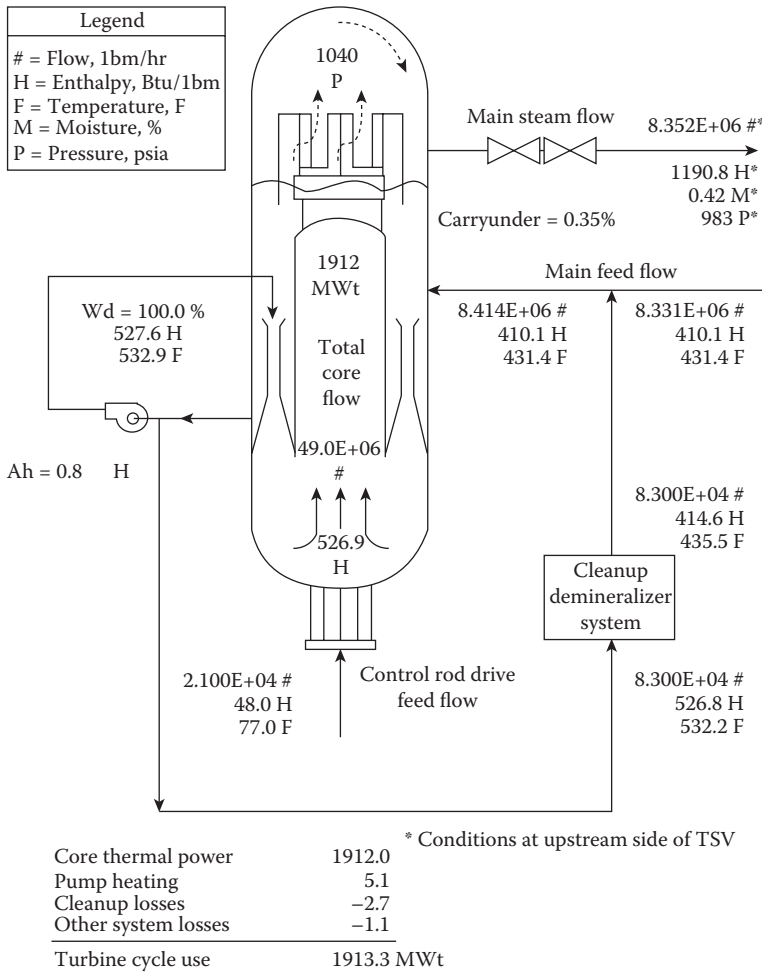 Legend
# = Flow, 1bm/hr
H = Enthalpy, Btu/1bm
F = Temperature, F
M = Moisture, %
P = Pressure, psia
1040
P
Main steam flow
8.352E+06 #*
1190.8 H*
0.42 M*
983 P*
Carryunder = 0.35%
1912
MWt
Main feed flow
Wd = 100.0 %
527.6 H
532.9 F
8.414E+06 #
410.1 H
431.4 F
8.331E+06 #
410.1 H
431.4 F
Total
core
flow
49.0E+06
#
Ah = 0.8 H
526.9
H
8.300E+04 #
414.6 H
435.5 F
Cleanup
demineralizer
system
2.100E+04 #
48.0 H
77.0 F
Control rod drive
feed flow
8.300E+04 #
526.8 H
532.2 F
* Conditions at upstream side of TSV
Core thermal power 1912.0
Pump heating 5.1
Cleanup losses −2.7
Other system losses −1.1
Turbine cycle use 1913.3 MWt